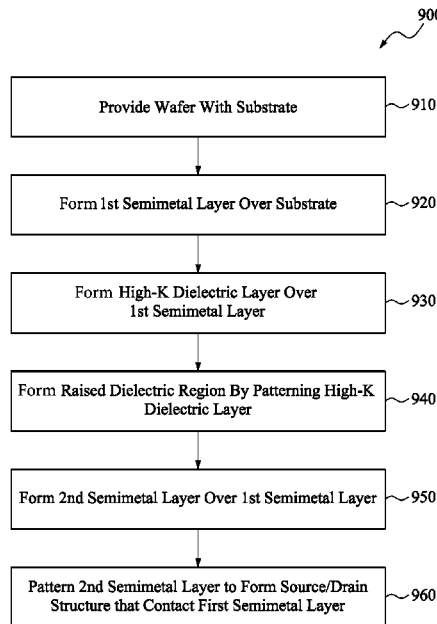 900
Provide Wafer With Substrate
910
Form 1st Semimetal Layer Over Substrate
920
Form High-K Dielectric Layer Over
1st Semimetal Layer
930
Form Raised Dielectric Region By Patterning High-K
Dielectric Layer
940
Form 2nd Semimetal Layer Over 1st Semimetal Layer
950
Pattern 2nd Semimetal Layer to Form Source/Drain
Structure that Contact First Semimetal Layer
960